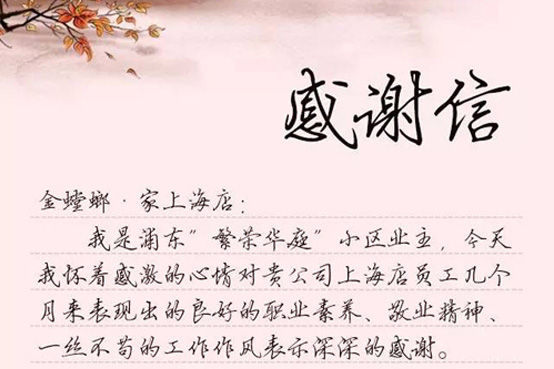 感谢信
金螳螂·家上海店：
我是浦东"繁荣华庭"小区业主，今天
我怀着感激的心情对贵公司上海店员工几个
月来表现出的良好的职业素养、敬业精神、
一丝不苟的工作作风表示深深的感谢。